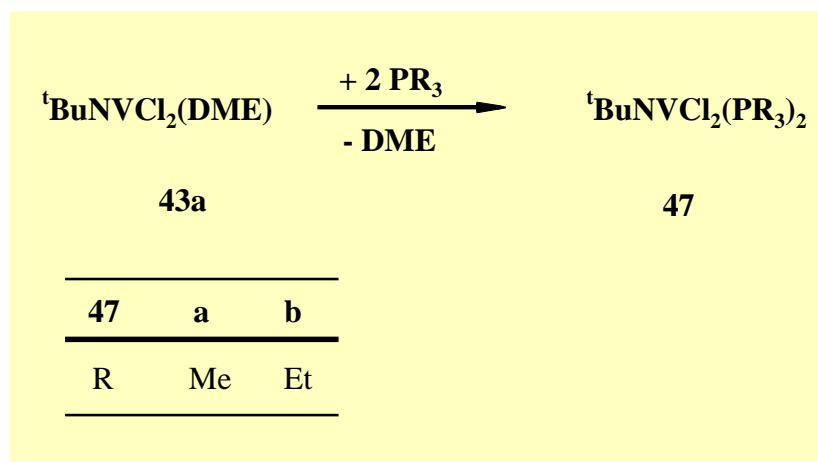 + 2 PR₃
ᵗBuNVCl₂(DME) ᵗBuNVCl₂(PR₃)₂
- DME
43a 47
47 a b
R Me Et